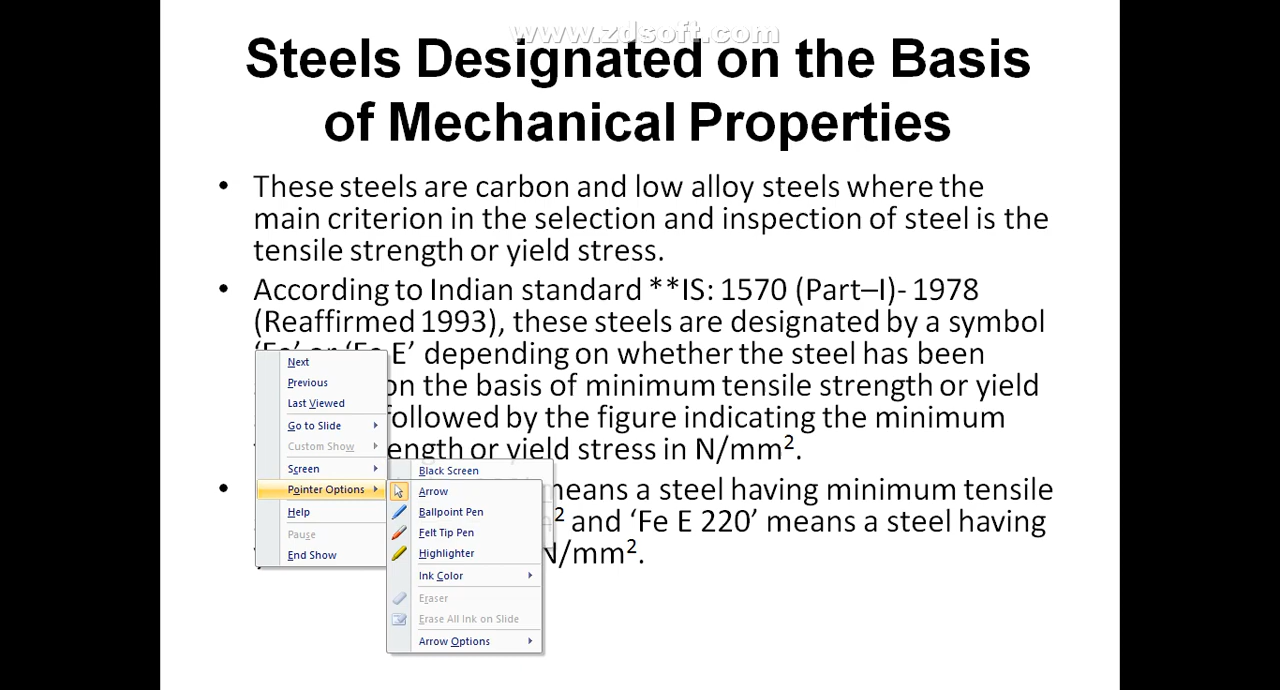 www.zdsoft.com
Steels Designated on the Basis
of Mechanical Properties
• These steels are carbon and low alloy steels where the
main criterion in the selection and inspection of steel is the
tensile strength or yield stress.
• According to Indian standard **IS: 1570 (Part–I)- 1978
(Reaffirmed 1993), these steels are designated by a symbol
‘Fe’ or ‘Fe E’ depending on whether the steel has been
on the basis of minimum tensile strength or yield
followed by the figure indicating the minimum
or yield stress in N/mm².
• means a steel having minimum tensile
and ‘Fe E 220’ means a steel having
N/mm².
Next
Previous
Last Viewed
Go to Slide
Custom Show
Screen
Pointer Options
Help
Pause
End Show
Black Screen
Arrow
Ballpoint Pen
Felt Tip Pen
Highlighter
Ink Color
Eraser
Erase All Ink on Slide
Arrow Options